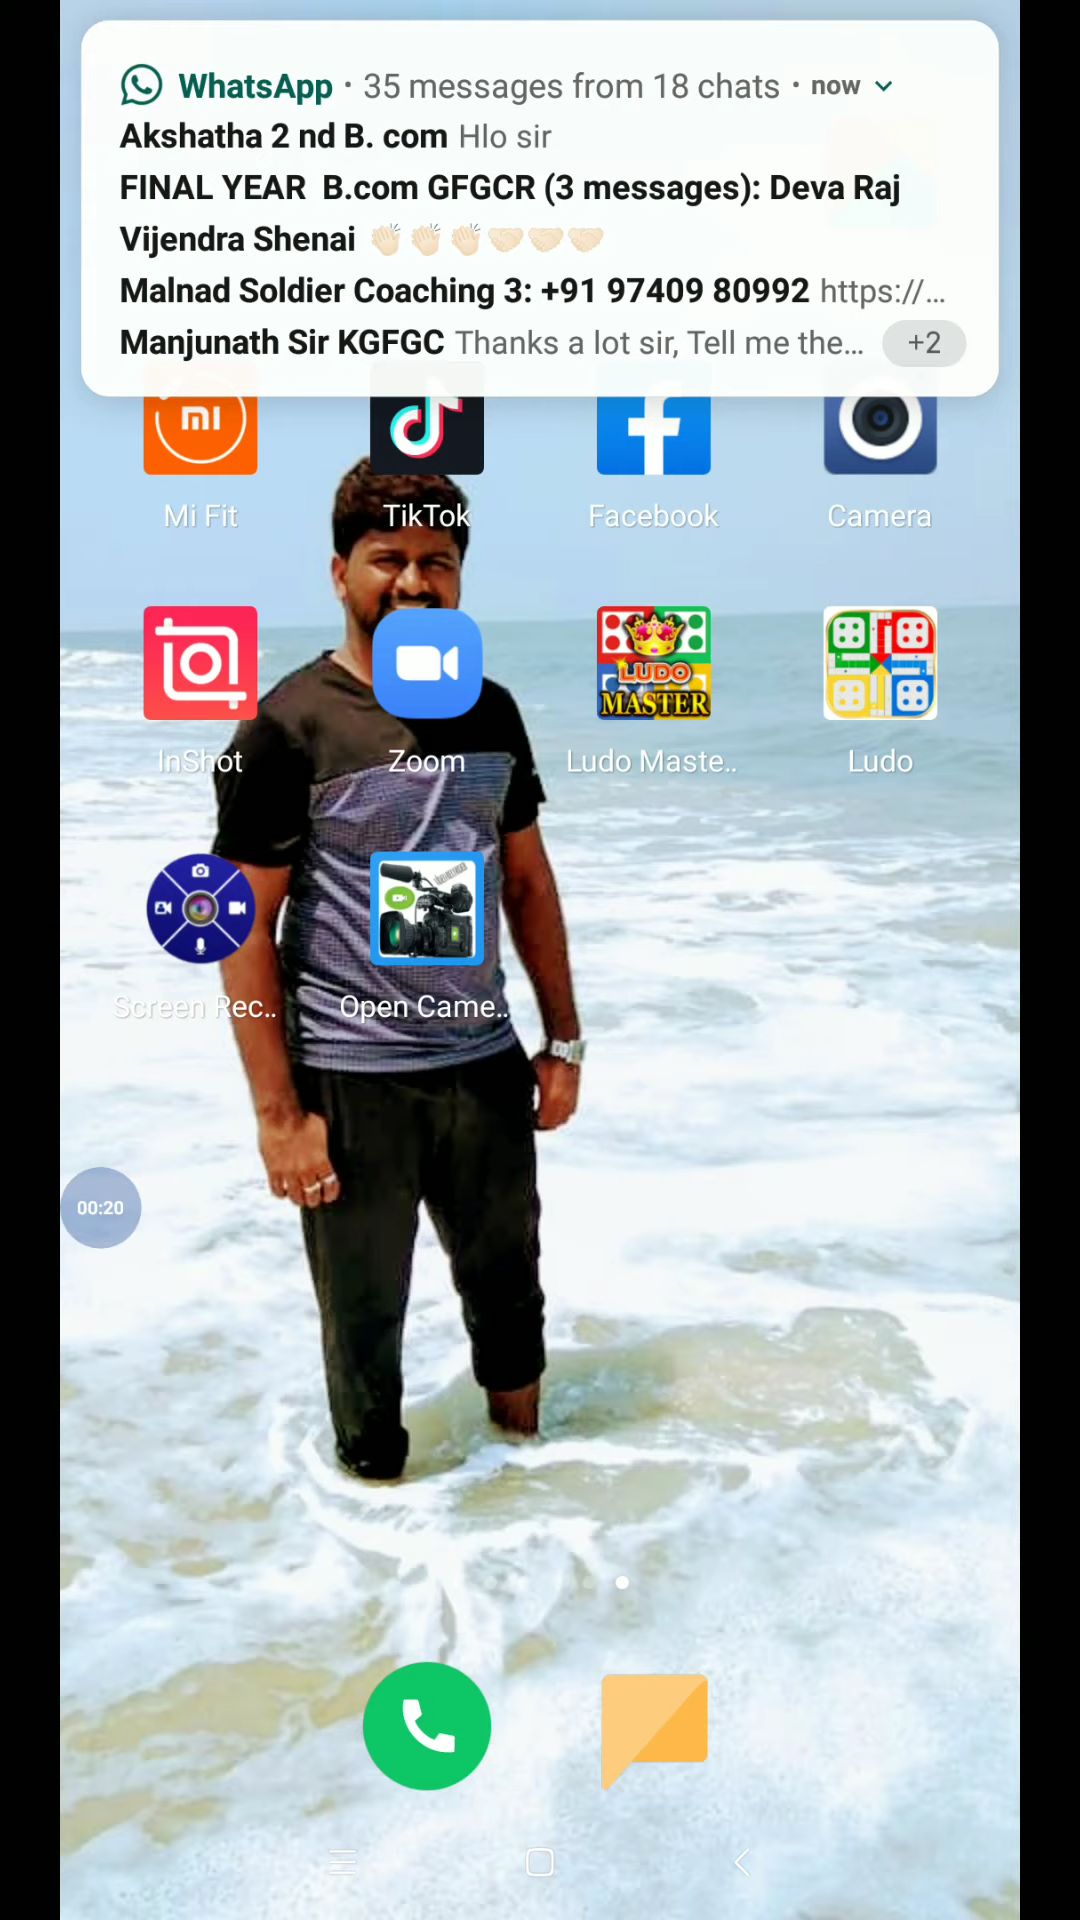 WhatsApp · 35 messages from 18 chats · now
Akshatha 2 nd B. com Hlo sir
FINAL YEAR B.com GFGCR (3 messages): Deva Raj
Vijendra Shenai 👏🏻👏🏻👏🏻🤝🏻🤝🏻🤝🏻
Malnad Soldier Coaching 3: +91 97409 80992 https://...
Manjunath Sir KGFGC Thanks a lot sir, Tell me the... +2
Mi Fit TikTok Facebook Camera
LUDO
MASTER
InShot Zoom Ludo Maste.. Ludo
Screen Rec.. Open Came..
00:20